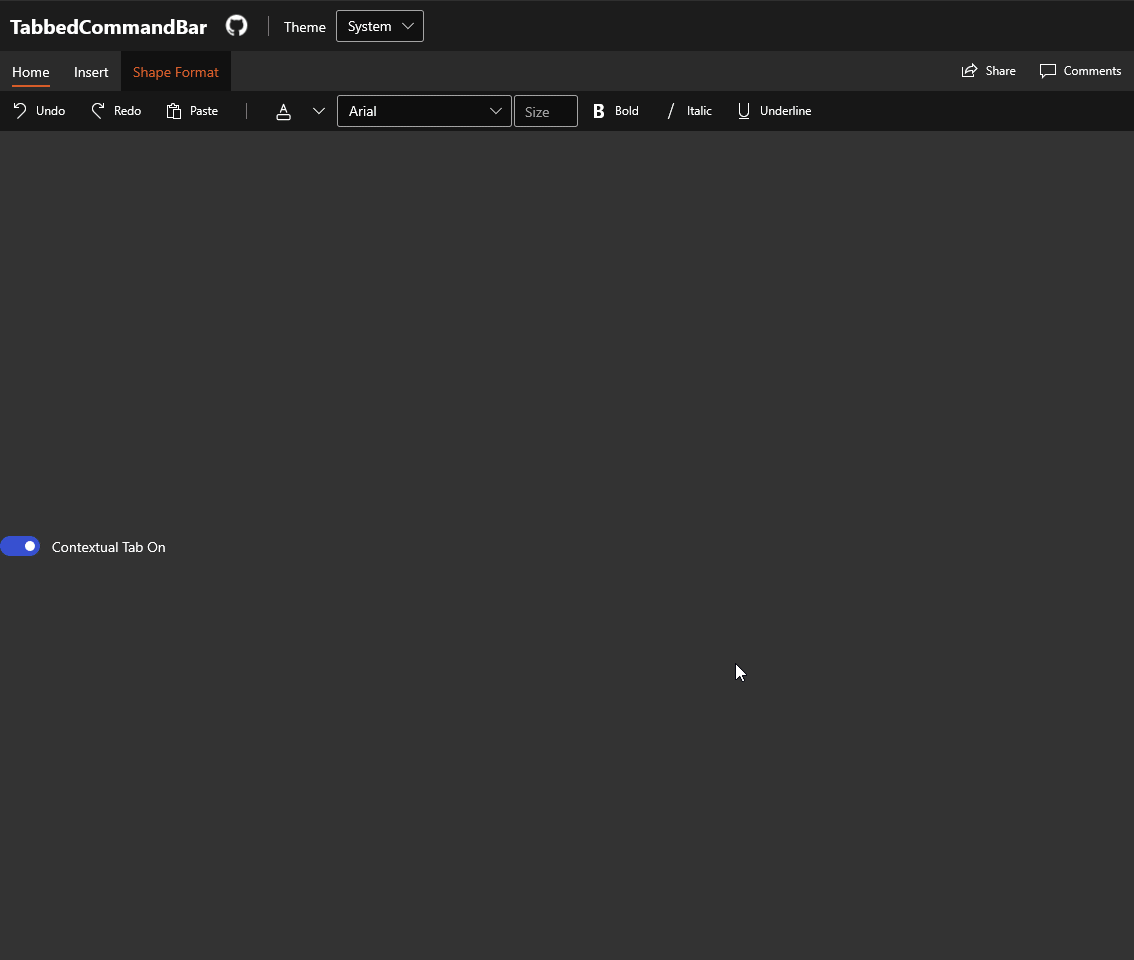 TabbedCommandBar Theme System
Home Insert Shape Format Share Comments
Undo Redo Paste A Arial Size B Bold I Italic U Underline
Contextual Tab On